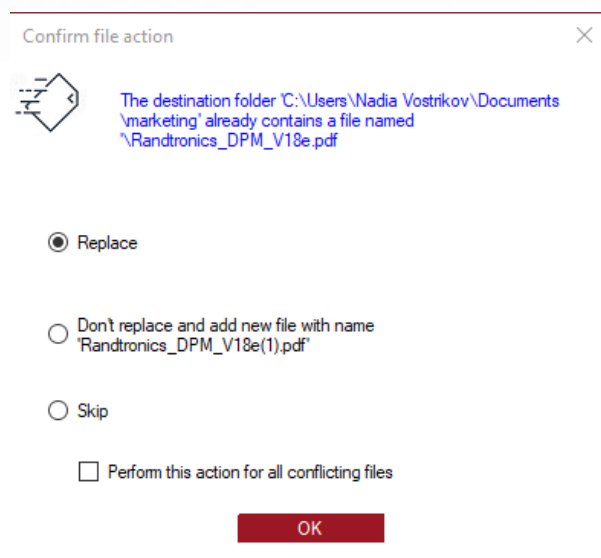 Confirm file action
The destination folder 'C:\Users\Nadia Vostrikov\Documents
\marketing' already contains a file named
'\Randtronics_DPM_V18e.pdf
Replace
Don't replace and add new file with name
'Randtronics_DPM_V18e(1).pdf'
Skip
Perform this action for all conflicting files
OK